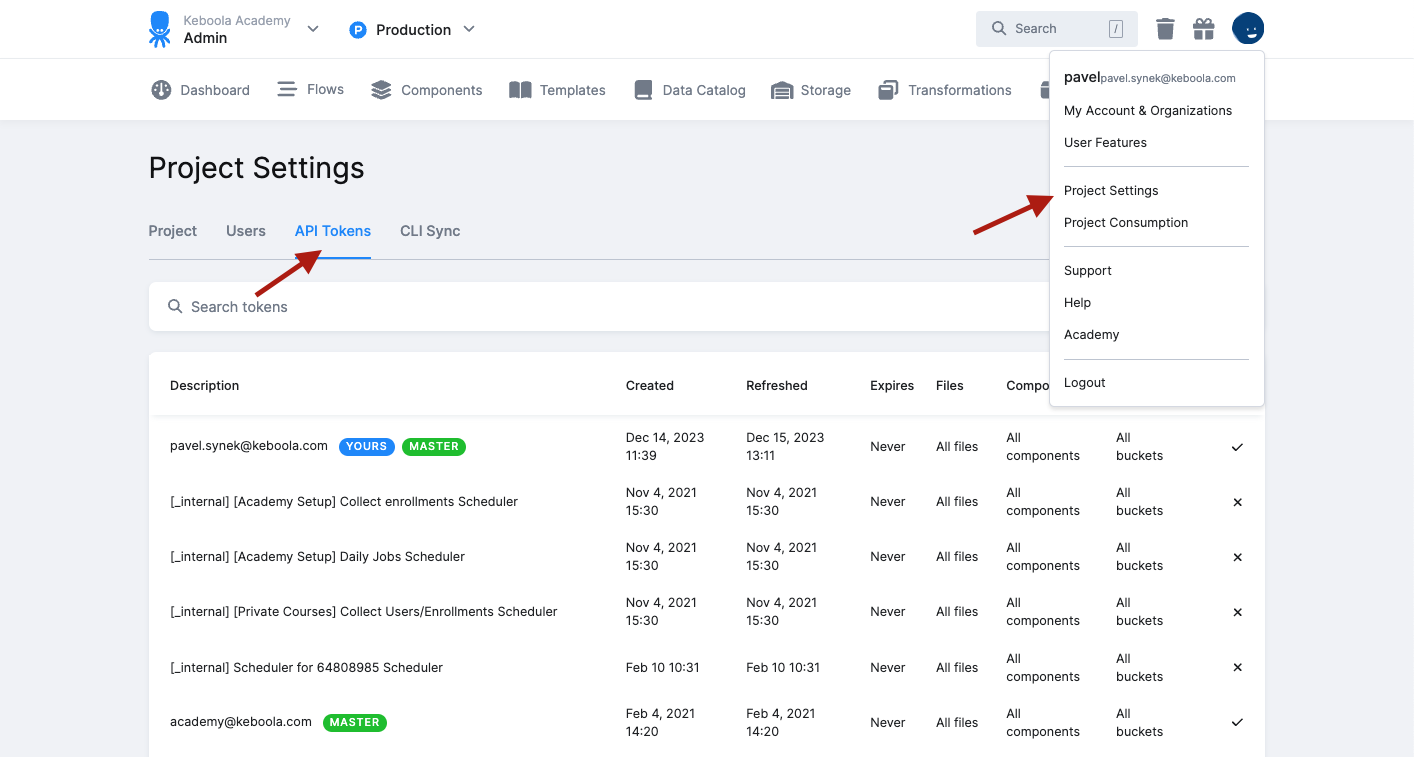 Keboola Academy
Admin
P Production
Search /
pavel pavel.synek@keboola.com
My Account & Organizations
User Features
Project Settings
Project Consumption
Support
Help
Academy
Logout
Dashboard
Flows
Components
Templates
Data Catalog
Storage
Transformations
Project Settings
Project
Users
API Tokens
CLI Sync
Search tokens
Description Created Refreshed Expires Files
pavel.synek@keboola.com YOURS MASTER
Dec 14, 2023
11:39
Dec 15, 2023
13:11
Never
All files
All
components
All
buckets
[_internal] [Academy Setup] Collect enrollments Scheduler
Nov 4, 2021
15:30
Nov 4, 2021
15:30
Never
All files
All
components
All
buckets
[_internal] [Academy Setup] Daily Jobs Scheduler
Nov 4, 2021
15:30
Nov 4, 2021
15:30
Never
All files
All
components
All
buckets
[_internal] [Private Courses] Collect Users/Enrollments Scheduler
Nov 4, 2021
15:30
Nov 4, 2021
15:30
Never
All files
All
components
All
buckets
[_internal] Scheduler for 64808985 Scheduler
Feb 10 10:31
Feb 10 10:31
Never
All files
All
components
All
buckets
academy@keboola.com MASTER
Feb 4, 2021
14:20
Feb 4, 2021
14:20
Never
All files
All
components
All
buckets